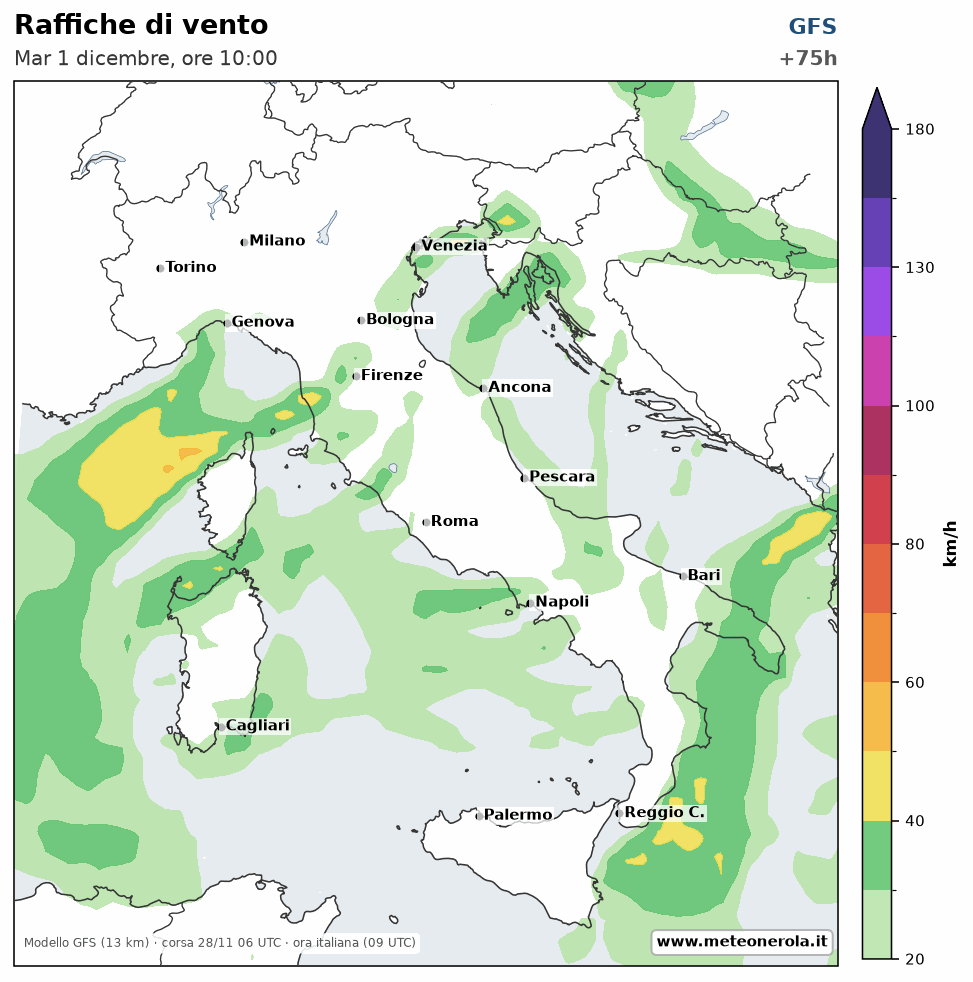 Raffiche di vento
GFS
Mar 1 dicembre, ore 10:00
+75h
180
130
100
80
60
40
20
km/h
Milano
Venezia
Torino
Genova
Bologna
Firenze
Ancona
Pescara
Roma
Bari
Napoli
Cagliari
Palermo
Reggio C.
Modello GFS (13 km) · corsa 28/11 06 UTC · ora italiana (09 UTC)
www.meteonerola.it